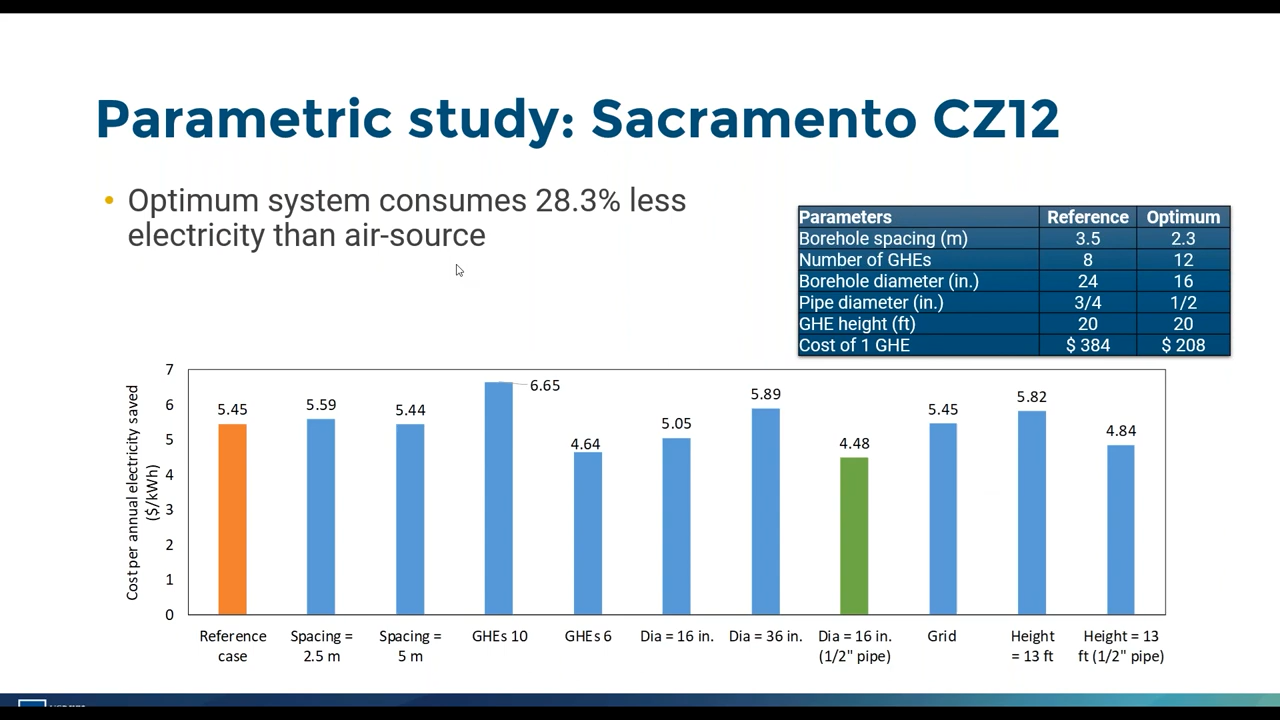 Parametric study: Sacramento CZ12
• Optimum system consumes 28.3% less
electricity than air-source
Parameters Reference Optimum
Borehole spacing (m) 3.5 2.3
Number of GHEs 8 12
Borehole diameter (in.) 24 16
Pipe diameter (in.) 3/4 1/2
GHE height (ft) 20 20
Cost of 1 GHE $ 384 $ 208
Cost per annual electricity saved
($/kWh)
7
6
5
4
3
2
1
0
5.45
5.59
5.44
6.65
4.64
5.05
5.89
4.48
5.45
5.82
4.84
Reference
case
Spacing =
2.5 m
Spacing =
5 m
GHEs 10
GHEs 6
Dia = 16 in.
Dia = 36 in.
Dia = 16 in.
(1/2" pipe)
Grid
Height
= 13 ft
Height = 13
ft (1/2" pipe)